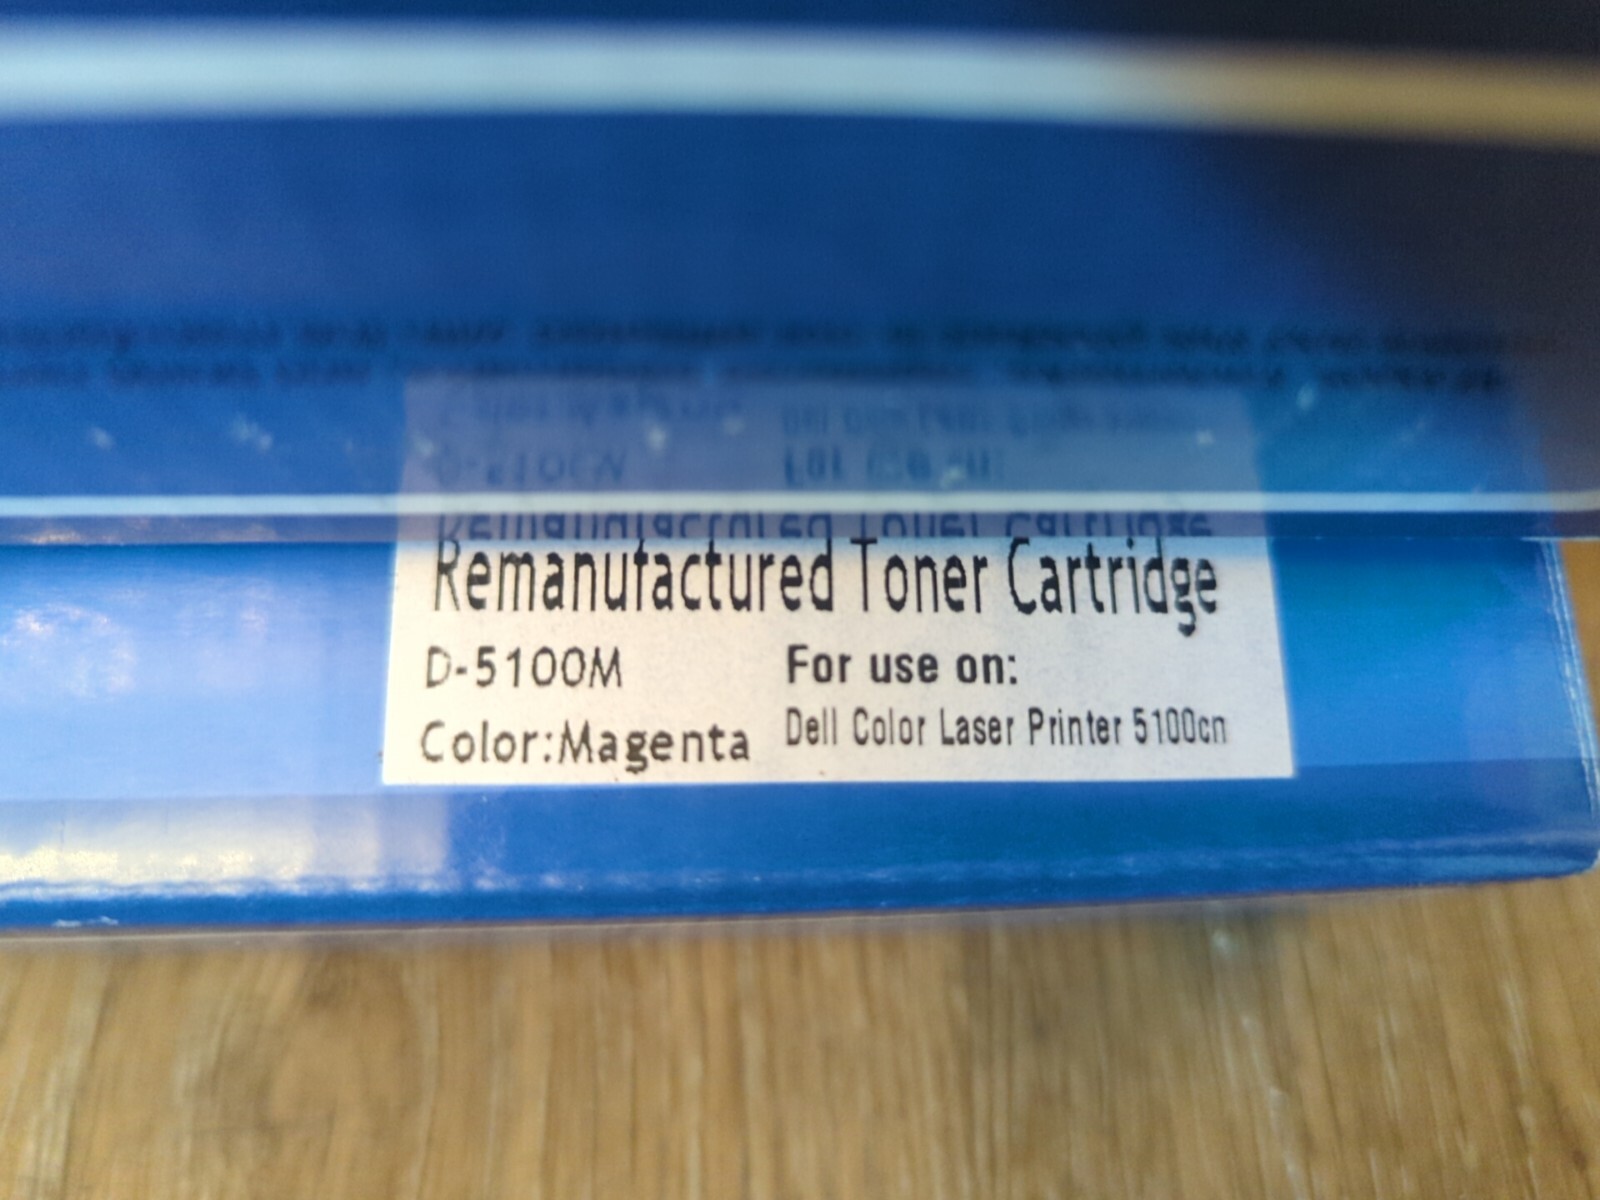 Remanufactured Toner Cartridge
D-5100M
Color:Magenta
For use on:
Dell Color Laser Printer 5100cn